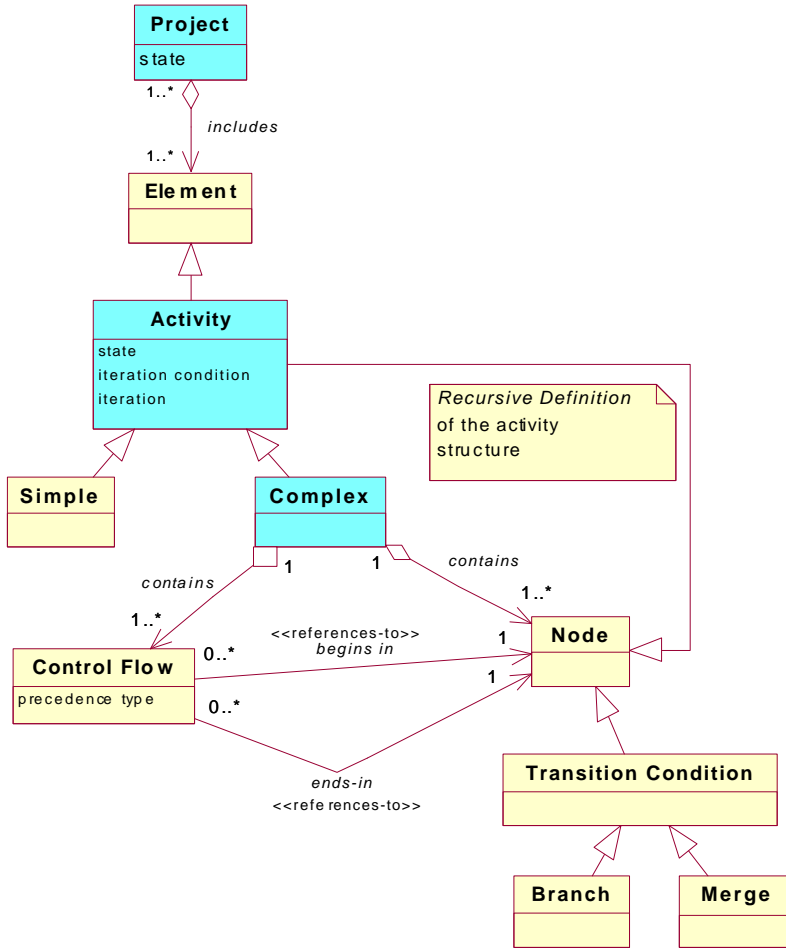 Project
state
1..*
includes
1..*
Element
Activity
state
iteration condition
iteration
Recursive Definition
of the activity
structure
Simple
Complex
1
1
contains
contains
1..*
1..*
<<references-to>>
begins in
0..*
1
Node
Control Flow
precedence type
1
0..*
ends-in
<<references-to>>
Transition Condition
Branch
Merge